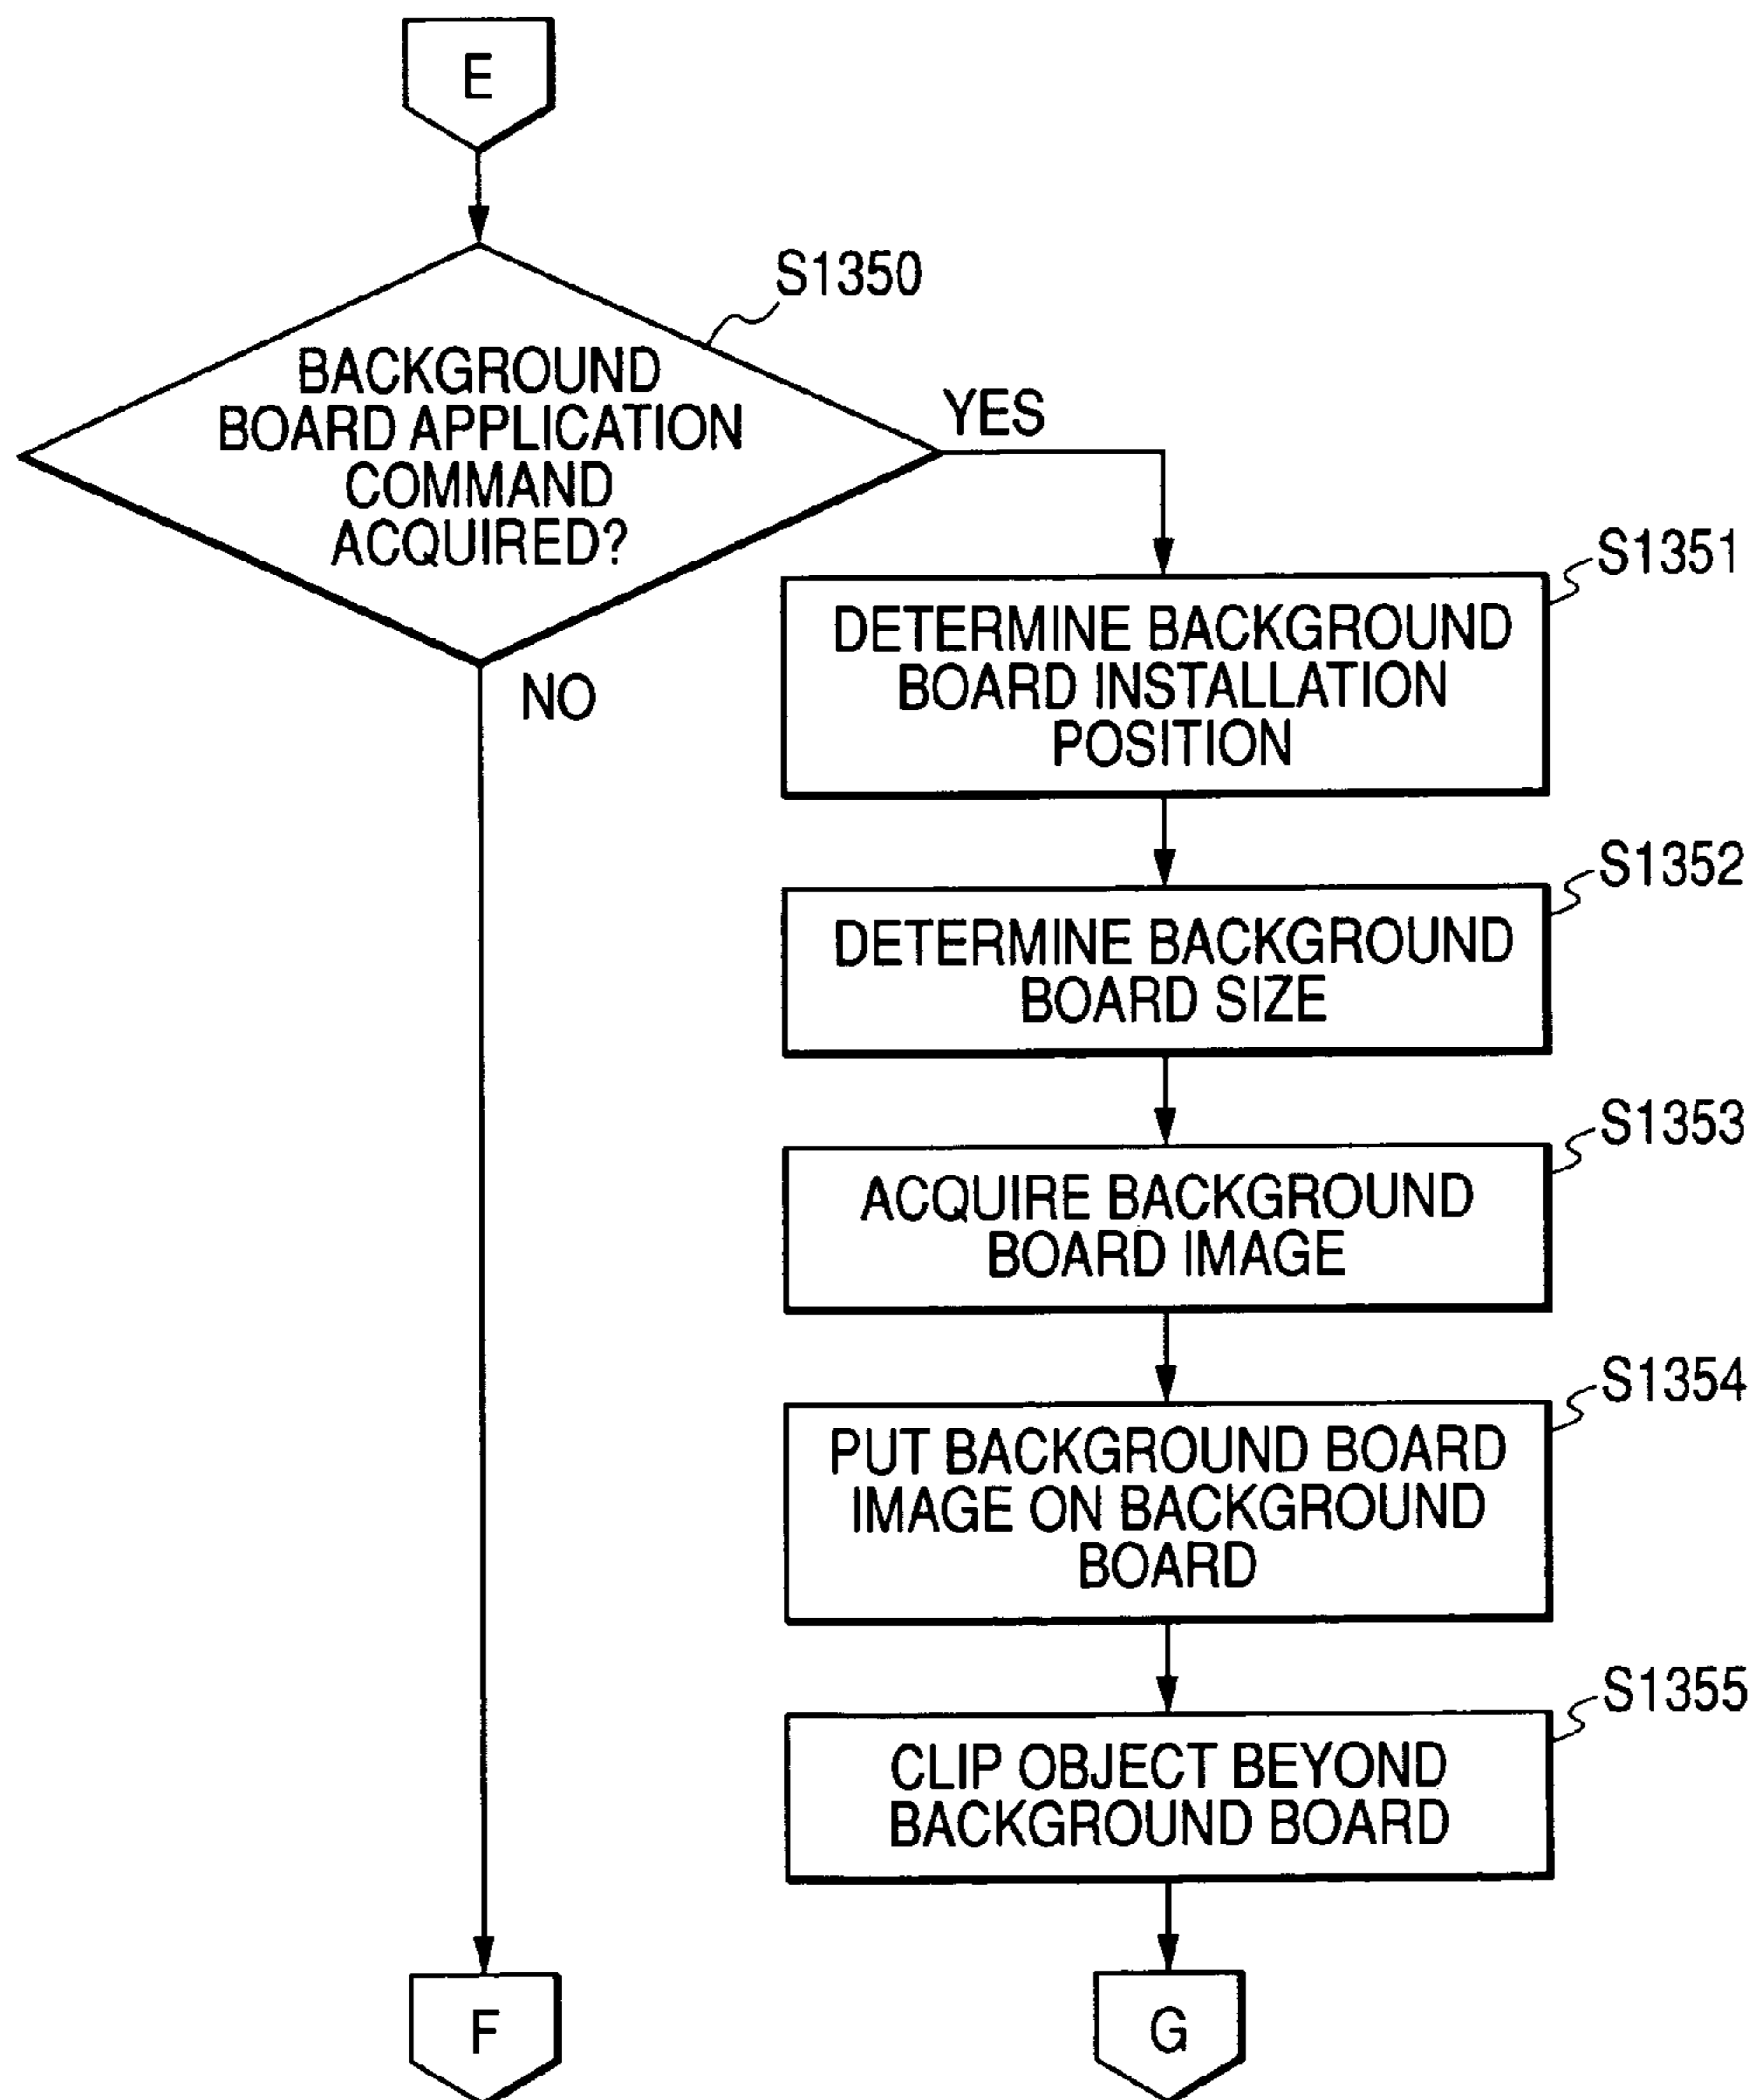 E
S1350
BACKGROUND
BOARD APPLICATION
COMMAND
ACQUIRED?
YES
NO
S1351
DETERMINE BACKGROUND
BOARD INSTALLATION
POSITION
S1352
DETERMINE BACKGROUND
BOARD SIZE
S1353
ACQUIRE BACKGROUND
BOARD IMAGE
S1354
PUT BACKGROUND BOARD
IMAGE ON BACKGROUND
BOARD
S1355
CLIP OBJECT BEYOND
BACKGROUND BOARD
F
G